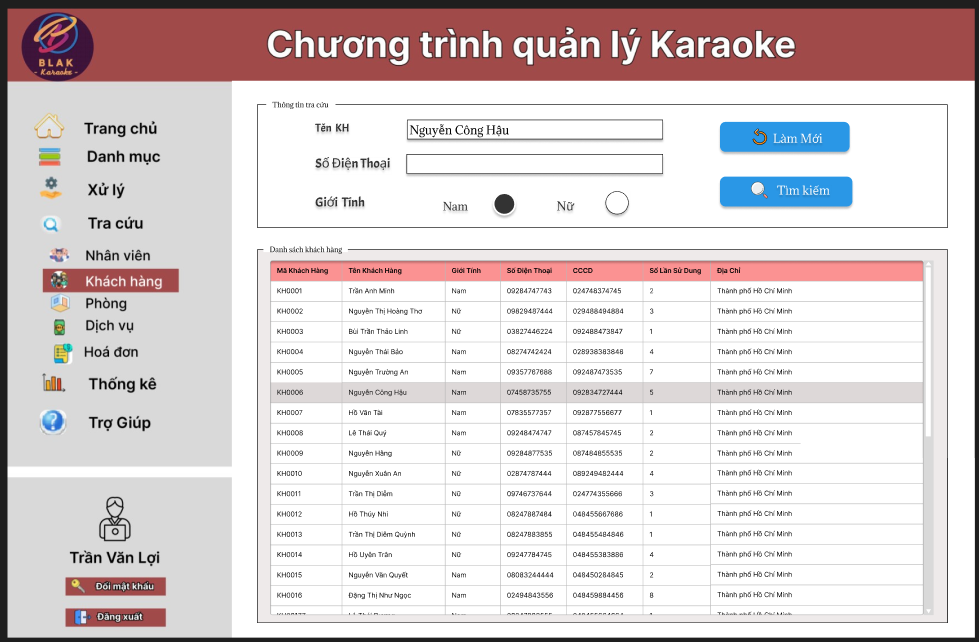 Chương trình quản lý Karaoke
BLAK
- Karaoke -
Trang chủ
Danh mục
Xử lý
Tra cứu
Nhân viên
Khách hàng
Phòng
Dịch vụ
Hoá đơn
Thống kê
Trợ Giúp
Trần Văn Lợi
Đổi mật khẩu
Đăng xuất
Thông tin tra cứu
Tên KH Nguyễn Công Hậu
Làm Mới
Số Điện Thoại
Tìm kiếm
Giới Tính Nam Nữ
Danh sách khách hàng
Mã Khách Hàng Tên Khách Hàng Giới Tính Số Điện Thoại CCCD Số Lần Sử Dung Địa Chỉ
KH0001 Trần Anh Minh Nam 09284747743 024748374745 2 Thành phố Hồ Chí Minh
KH0002 Nguyễn Thị Hoàng Thơ Nữ 09829487444 029488494884 3 Thành phố Hồ Chí Minh
KH0003 Bùi Trần Thảo Linh Nữ 03827446224 092488473847 1 Thành phố Hồ Chí Minh
KH0004 Nguyễn Thái Bảo Nam 08274742424 028938383848 4 Thành phố Hồ Chí Minh
KH0005 Nguyễn Trường An Nam 09357767688 092487473535 7 Thành phố Hồ Chí Minh
KH0006 Nguyễn Công Hậu Nam 07458735755 092834727444 5 Thành phố Hồ Chí Minh
KH0007 Hồ Văn Tài Nam 07835577357 092877556677 1 Thành phố Hồ Chí Minh
KH0008 Lê Thái Quý Nam 09248474747 087457845745 2 Thành phố Hồ Chí Minh
KH0009 Nguyễn Hằng Nữ 09284877535 087484855535 2 Thành phố Hồ Chí Minh
KH0010 Nguyễn Xuân An Nam 02874787444 089249482444 4 Thành phố Hồ Chí Minh
KH0011 Trần Thị Diễm Nữ 09746737644 024774355666 3 Thành phố Hồ Chí Minh
KH0012 Hồ Thúy Nhi Nữ 08247887484 048455667686 1 Thành phố Hồ Chí Minh
KH0013 Trần Thị Diễm Quỳnh Nữ 08247883855 048455484846 1 Thành phố Hồ Chí Minh
KH0014 Hồ Uyên Trân Nữ 09247784745 048455383886 4 Thành phố Hồ Chí Minh
KH0015 Nguyễn Văn Quyết Nam 08083244444 048450284845 2 Thành phố Hồ Chí Minh
KH0016 Đặng Thị Như Ngọc Nam 02494843556 048459884456 8 Thành phố Hồ Chí Minh